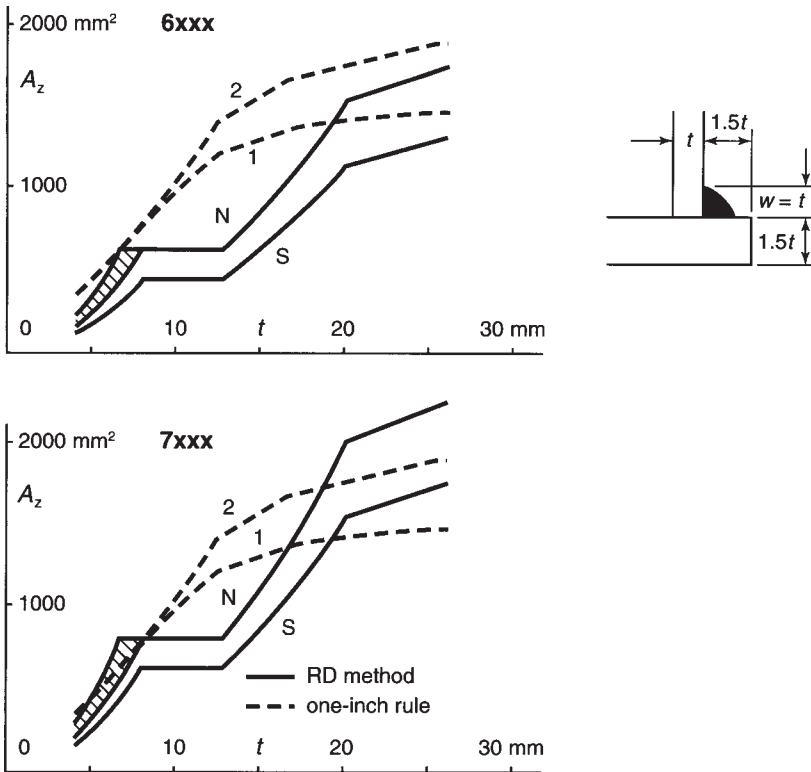 2000 mm²
6xxx
A_z
2
1
1000
N
S
0
10
t
20
30 mm
t
1.5t
w = t
1.5t
2000 mm²
7xxx
A_z
2
1
1000
N
S
RD method
one-inch rule
0
10
t
20
30 mm